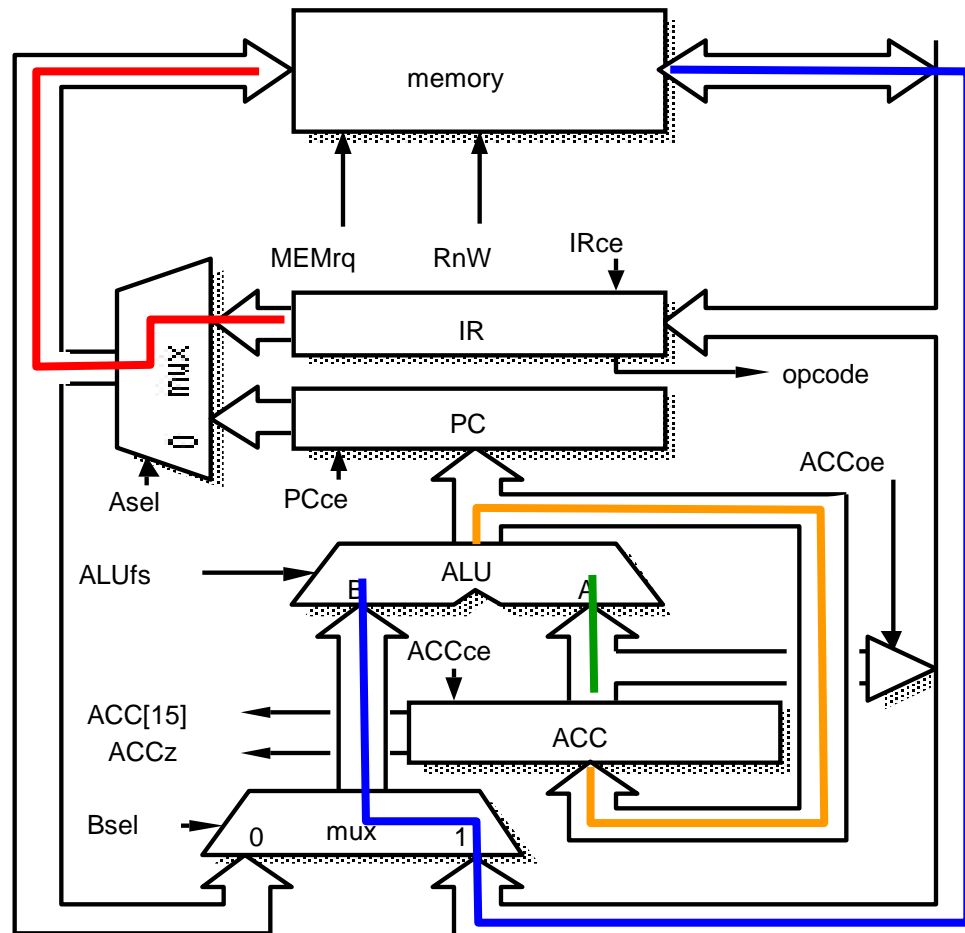 memory
MEMrq
RnW
IRce
IR
opcode
mux
0
PC
Asel
PCce
ACCoe
ALUfs
ALU
B
A
ACCce
ACC[15]
ACCz
ACC
Bsel
0
mux
1